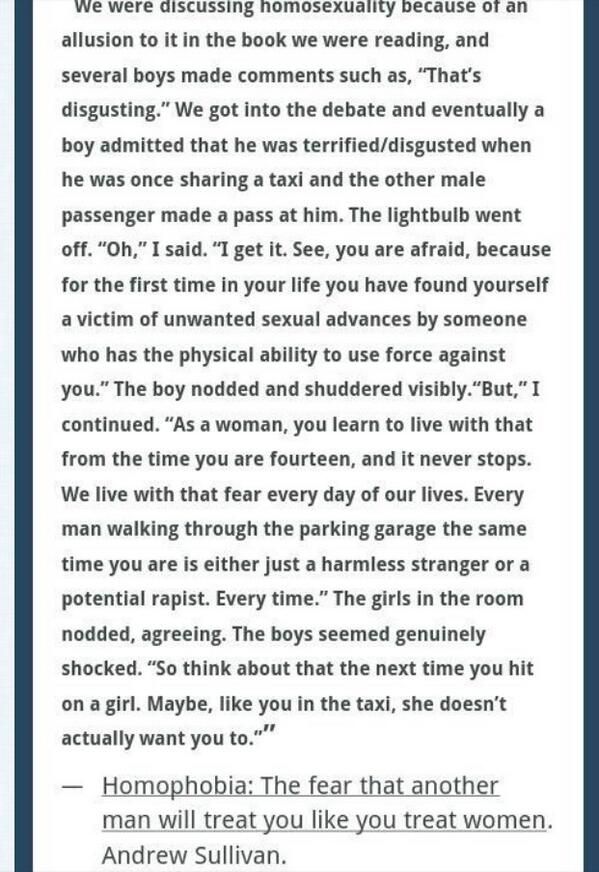 We were discussing homosexuality because of an
allusion to it in the book we were reading, and
several boys made comments such as, “That’s
disgusting.” We got into the debate and eventually a
boy admitted that he was terrified/disgusted when
he was once sharing a taxi and the other male
passenger made a pass at him. The lightbulb went
off. “Oh,” I said. “I get it. See, you are afraid, because
for the first time in your life you have found yourself
a victim of unwanted sexual advances by someone
who has the physical ability to use force against
you.” The boy nodded and shuddered visibly.“But,” I
continued. “As a woman, you learn to live with that
from the time you are fourteen, and it never stops.
We live with that fear every day of our lives. Every
man walking through the parking garage the same
time you are is either just a harmless stranger or a
potential rapist. Every time.” The girls in the room
nodded, agreeing. The boys seemed genuinely
shocked. “So think about that the next time you hit
on a girl. Maybe, like you in the taxi, she doesn’t
actually want you to.””
— Homophobia: The fear that another
man will treat you like you treat women.
Andrew Sullivan.